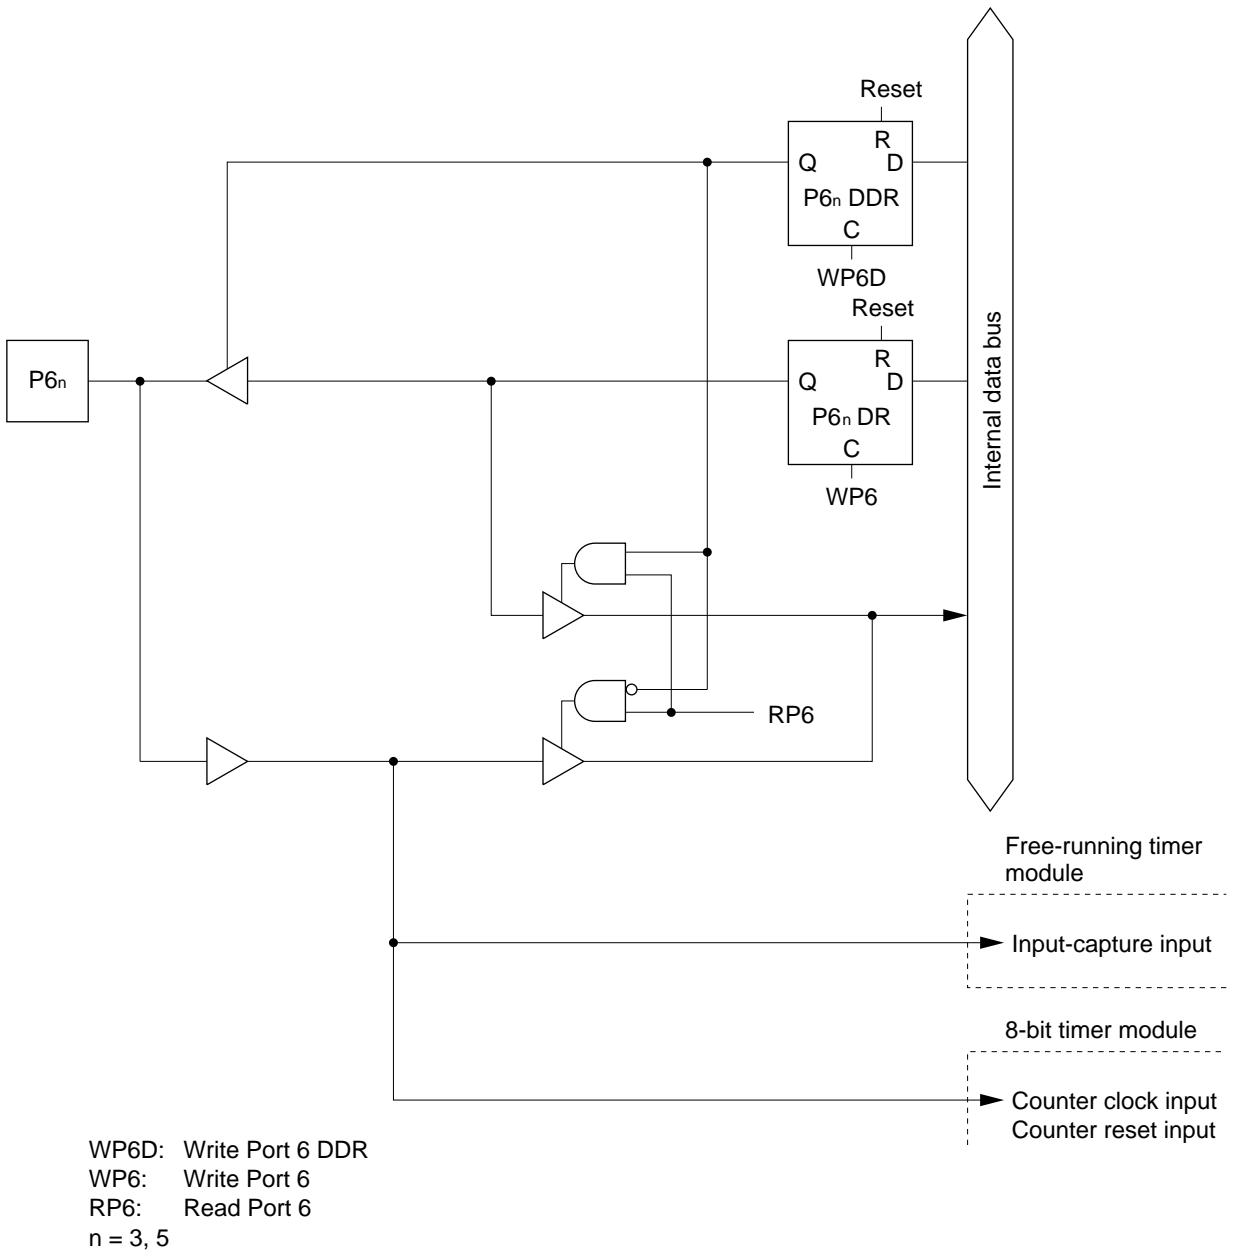 Reset
R
Q D
P6n DDR
C
WP6D
Reset
R
Q D
P6n DR
C
WP6
P6n
Internal data bus
RP6
Free-running timer
module
Input-capture input
8-bit timer module
Counter clock input
Counter reset input
WP6D: Write Port 6 DDR
WP6: Write Port 6
RP6: Read Port 6
n = 3, 5